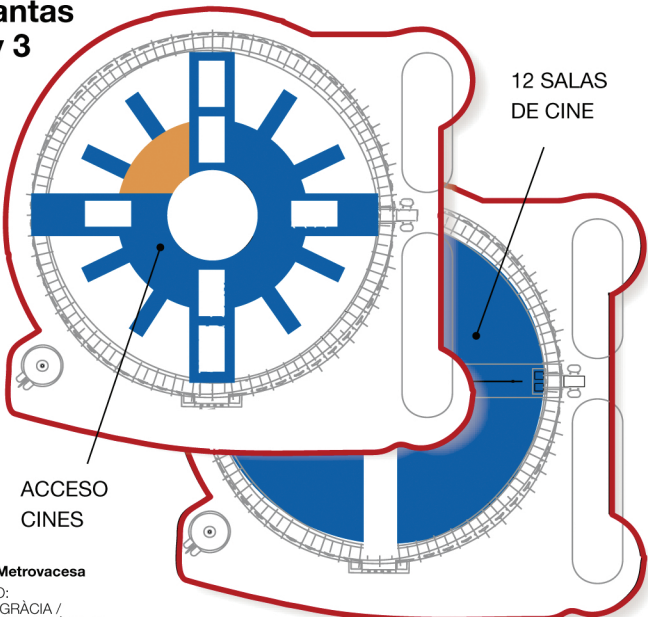 antas
y 3
12 SALAS
DE CINE
ACCESO
CINES
Metrovacesa
O:
GRÀCIA /